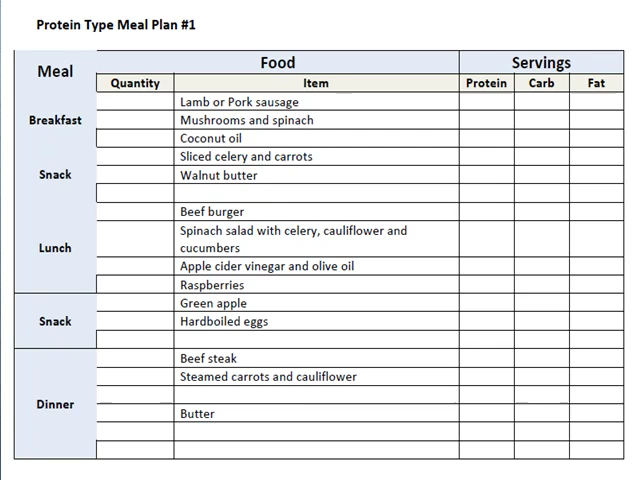 Protein Type Meal Plan #1
Meal Food Servings
Quantity Item Protein Carb Fat
Lamb or Pork sausage
Breakfast Mushrooms and spinach
Coconut oil
Sliced celery and carrots
Snack Walnut butter
Beef burger
Spinach salad with celery, cauliflower and
Lunch cucumbers
Apple cider vinegar and olive oil
Raspberries
Green apple
Snack Hardboiled eggs
Beef steak
Steamed carrots and cauliflower
Dinner
Butter